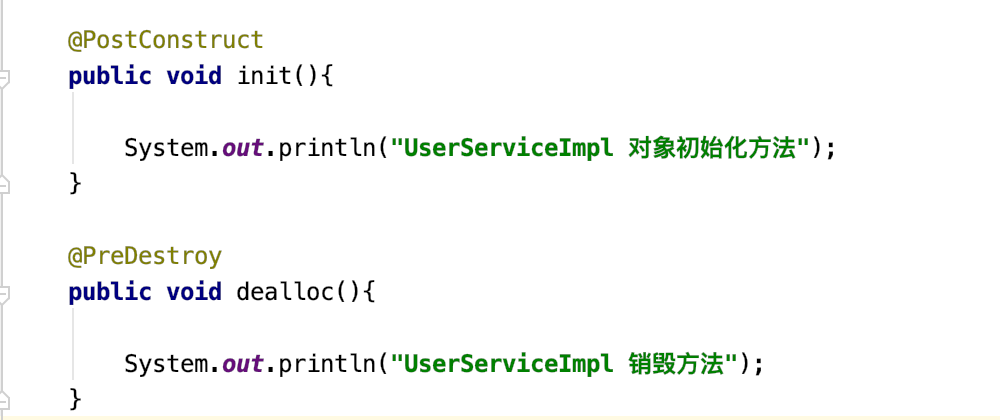 @PostConstruct
public void init(){
System.out.println("UserServiceImpl 对象初始化方法");
}
@PreDestroy
public void dealloc(){
System.out.println("UserServiceImpl 销毁方法");
}